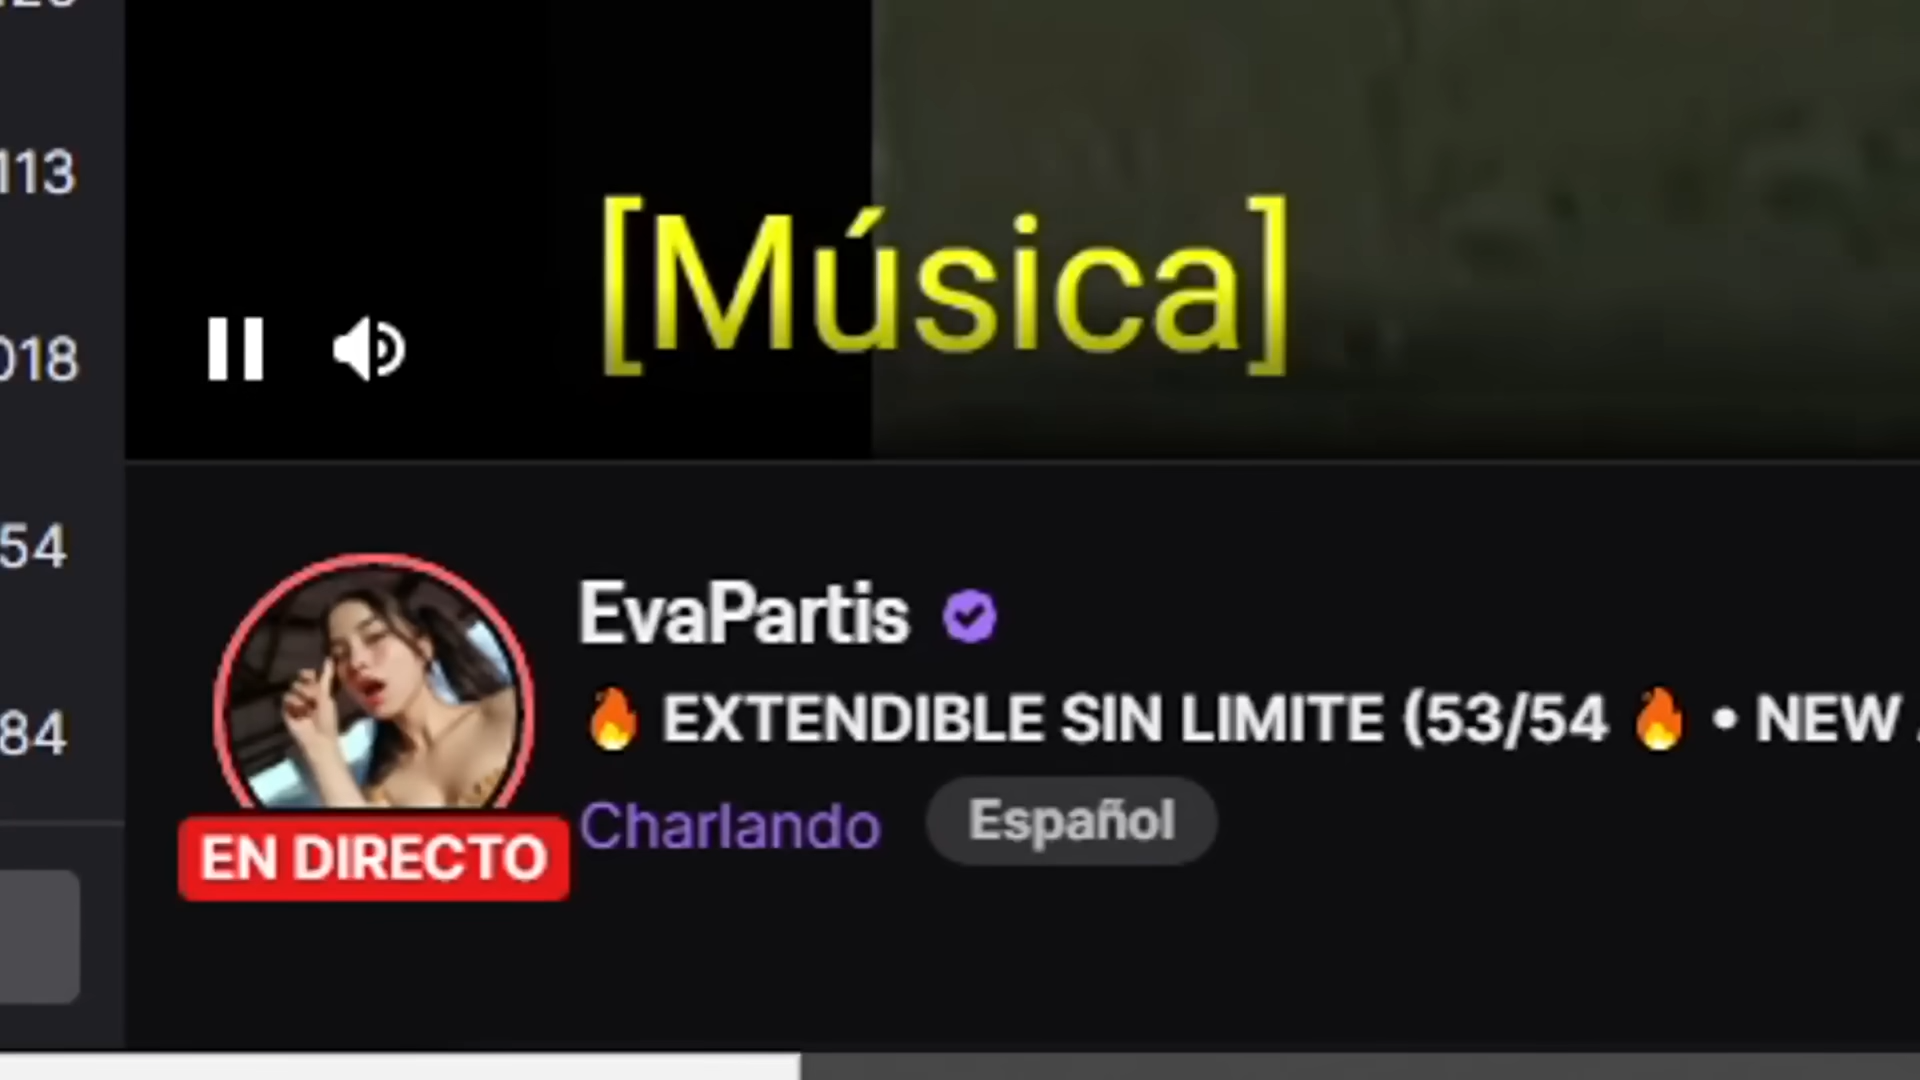 113
018
54
84
[Música]
EvaPartis
🔥 EXTENDIBLE SIN LIMITE (53/54 🔥 • NEW
Charlando
Español
EN DIRECTO